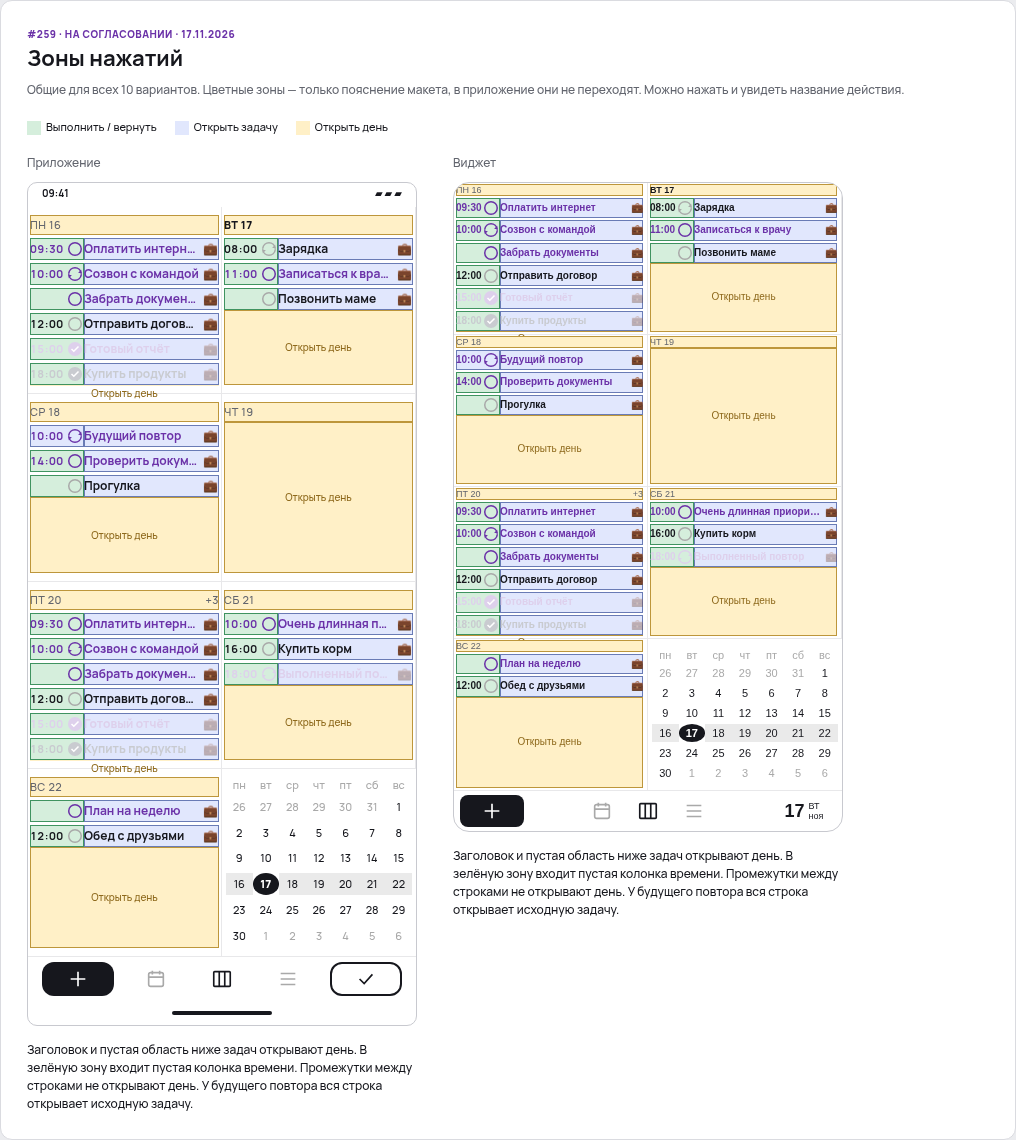 #259 · НА СОГЛАСОВАНИИ · 17.11.2026
Зоны нажатий
Общие для всех 10 вариантов. Цветные зоны — только пояснение макета, в приложение они не переходят. Можно нажать и увидеть название действия.
Выполнить / вернуть
Открыть задачу
Открыть день
Приложение
09:41
ПН 16
09:30 Оплатить интерн…
10:00 Созвон с командой
Забрать докумен…
12:00 Отправить догов…
15:00 Готовый отчёт
18:00 Купить продукты
Открыть день
ВТ 17
08:00 Зарядка
11:00 Записаться к вра…
Позвонить маме
Открыть день
СР 18
10:00 Будущий повтор
14:00 Проверить докум…
Прогулка
Открыть день
ЧТ 19
Открыть день
ПТ 20 +3
09:30 Оплатить интерн…
10:00 Созвон с командой
Забрать докумен…
12:00 Отправить догов…
15:00 Готовый отчёт
18:00 Купить продукты
Открыть день
СБ 21
10:00 Очень длинная п…
16:00 Купить корм
18:00 Выполненный по…
Открыть день
ВС 22
План на неделю
12:00 Обед с друзьями
Открыть день
пн вт ср чт пт сб вс
26 27 28 29 30 31 1
2 3 4 5 6 7 8
9 10 11 12 13 14 15
16 17 18 19 20 21 22
23 24 25 26 27 28 29
30 1 2 3 4 5 6
Заголовок и пустая область ниже задач открывают день. В
зелёную зону входит пустая колонка времени. Промежутки между
строками не открывают день. У будущего повтора вся строка
открывает исходную задачу.
Виджет
ПН 16
09:30 Оплатить интернет
10:00 Созвон с командой
Забрать документы
12:00 Отправить договор
15:00 Готовый отчёт
18:00 Купить продукты
ВТ 17
08:00 Зарядка
11:00 Записаться к врачу
Позвонить маме
Открыть день
СР 18
10:00 Будущий повтор
14:00 Проверить документы
Прогулка
Открыть день
ЧТ 19
Открыть день
ПТ 20 +3
09:30 Оплатить интернет
10:00 Созвон с командой
Забрать документы
12:00 Отправить договор
15:00 Готовый отчёт
18:00 Купить продукты
СБ 21
10:00 Очень длинная приори…
16:00 Купить корм
18:00 Выполненный повтор
Открыть день
ВС 22
План на неделю
12:00 Обед с друзьями
Открыть день
пн вт ср чт пт сб вс
26 27 28 29 30 31 1
2 3 4 5 6 7 8
9 10 11 12 13 14 15
16 17 18 19 20 21 22
23 24 25 26 27 28 29
30 1 2 3 4 5 6
17 ВТ
ноя
Заголовок и пустая область ниже задач открывают день. В
зелёную зону входит пустая колонка времени. Промежутки между
строками не открывают день. У будущего повтора вся строка
открывает исходную задачу.